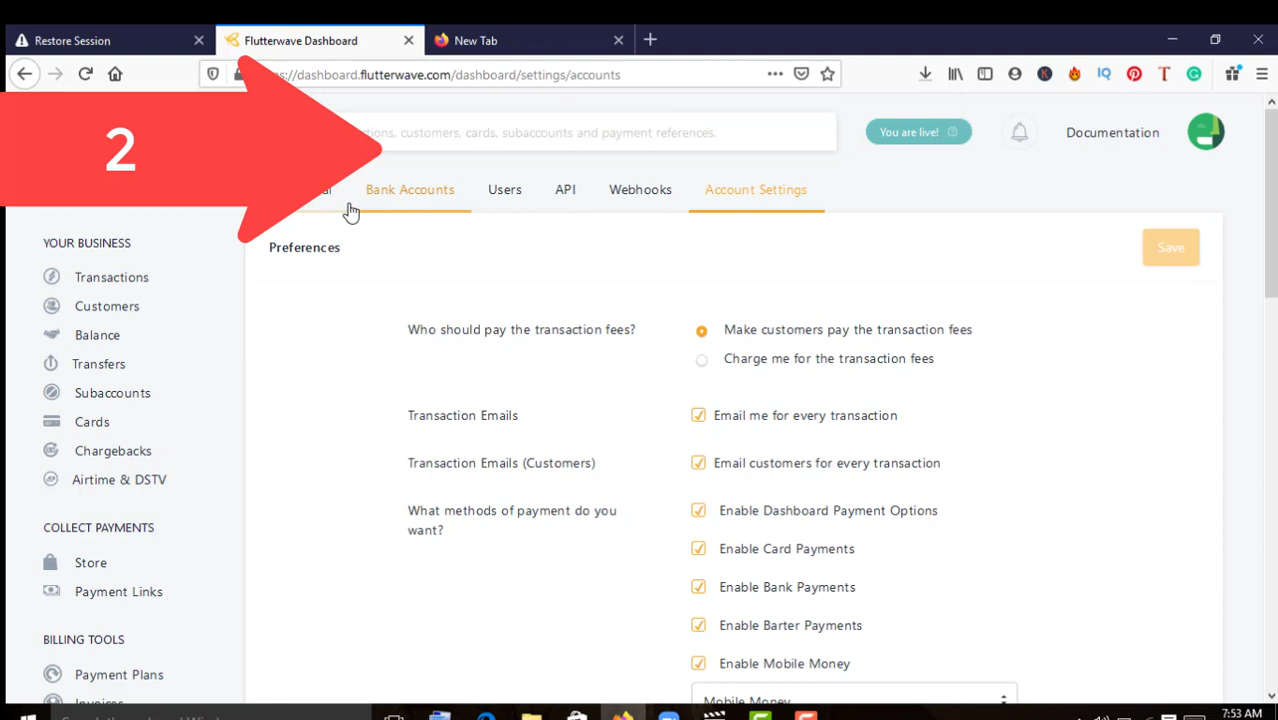 Restore Session
Flutterwave Dashboard
New Tab
s://dashboard.flutterwave.com/dashboard/settings/accounts
2
customers, cards, subaccounts and payment references.
You are live!
Documentation
Bank Accounts
Users
API
Webhooks
Account Settings
Preferences
Save
YOUR BUSINESS
Transactions
Customers
Balance
Transfers
Subaccounts
Cards
Chargebacks
Airtime & DSTV
COLLECT PAYMENTS
Store
Payment Links
BILLING TOOLS
Payment Plans
Invoices
Who should pay the transaction fees?
Make customers pay the transaction fees
Charge me for the transaction fees
Transaction Emails
Email me for every transaction
Transaction Emails (Customers)
Email customers for every transaction
What methods of payment do you
want?
Enable Dashboard Payment Options
Enable Card Payments
Enable Bank Payments
Enable Barter Payments
Enable Mobile Money
Mobile Money
7:53 AM